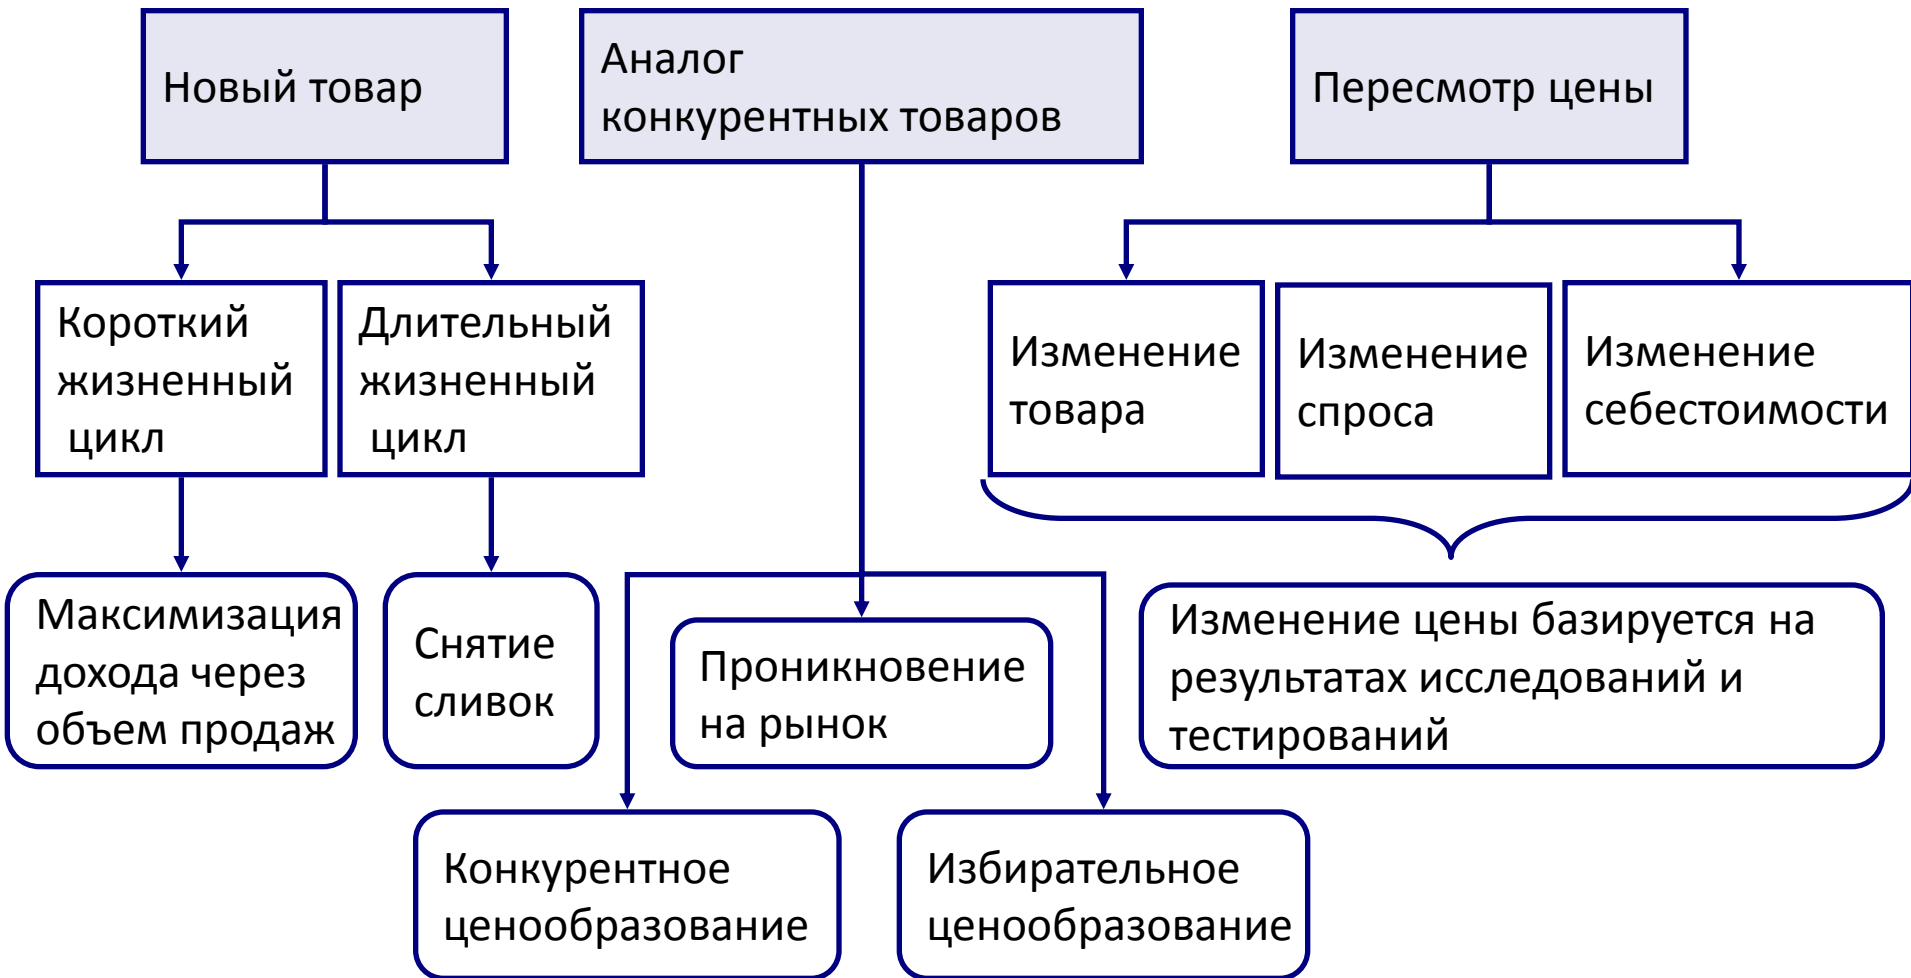 Новый товар
Аналог
конкурентных товаров
Пересмотр цены
Короткий
жизненный
цикл
Длительный
жизненный
цикл
Изменение
товара
Изменение
спроса
Изменение
себестоимости
Максимизация
дохода через
объем продаж
Снятие
сливок
Проникновение
на рынок
Изменение цены базируется на
результатах исследований и
тестирований
Конкурентное
ценообразование
Избирательное
ценообразование